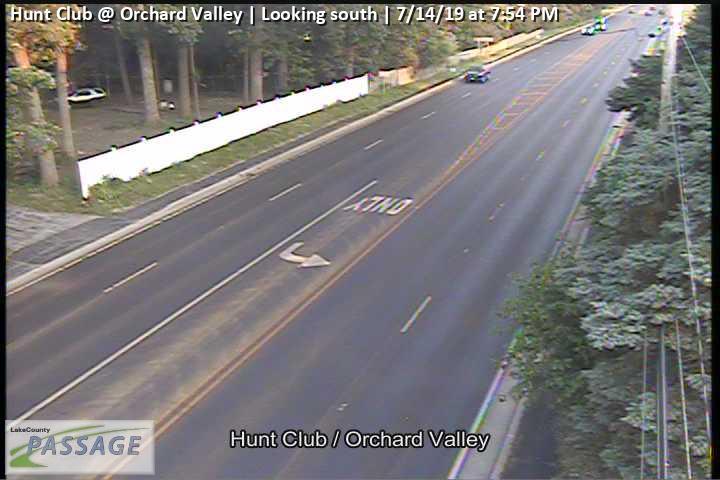 Hunt Club @ Orchard Valley | Looking south | 7/14/19 at 7:54 PM
ONLY
Hunt Club / Orchard Valley
LakeCounty
PASSAGE